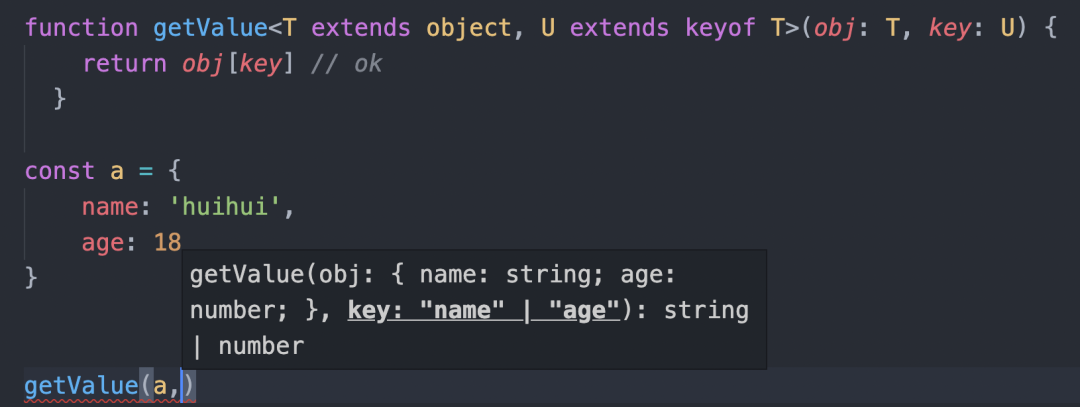 function getValue<T extends object, U extends keyof T>(obj: T, key: U) {
    return obj[key] // ok
  }
const a = {
    name: 'huihui',
    age: 18
}
getValue(obj: { name: string; age:
number; }, key: "name" | "age"): string
| number
getValue(a,)